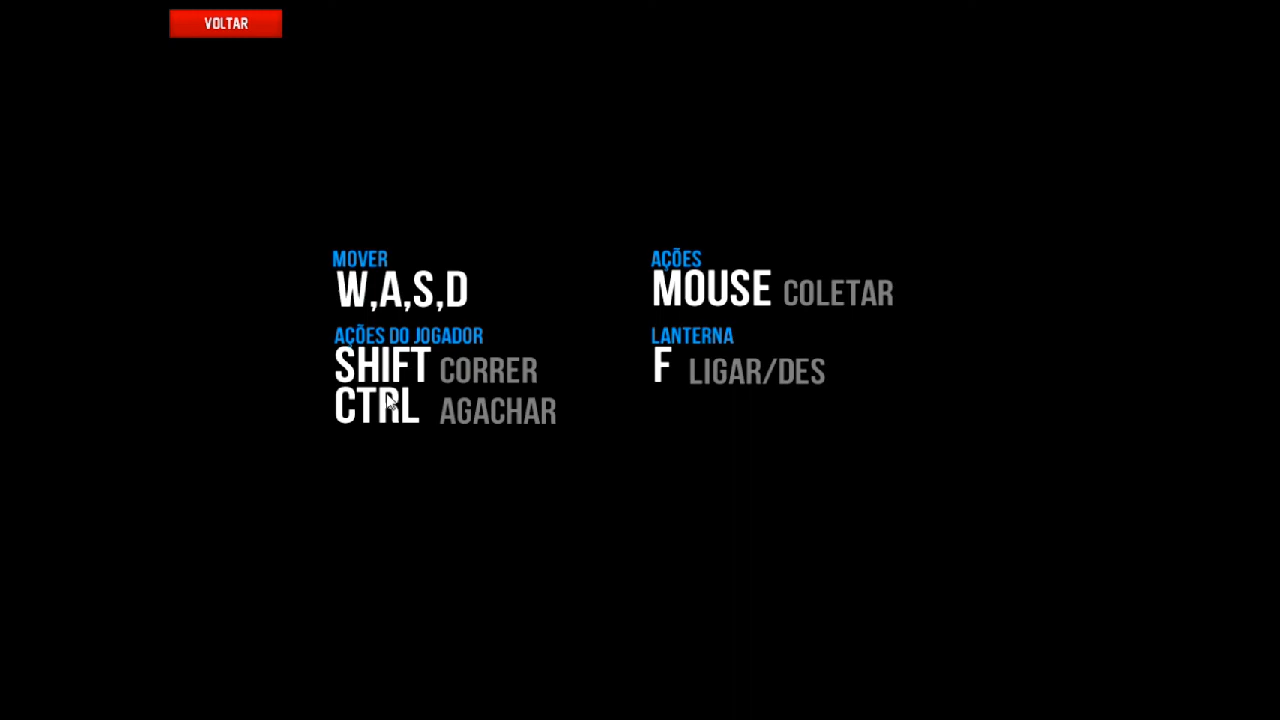 VOLTAR
MOVER
W,A,S,D
AÇÕES DO JOGADOR
SHIFT CORRER
CTRL AGACHAR
AÇÕES
MOUSE COLETAR
LANTERNA
F LIGAR/DES